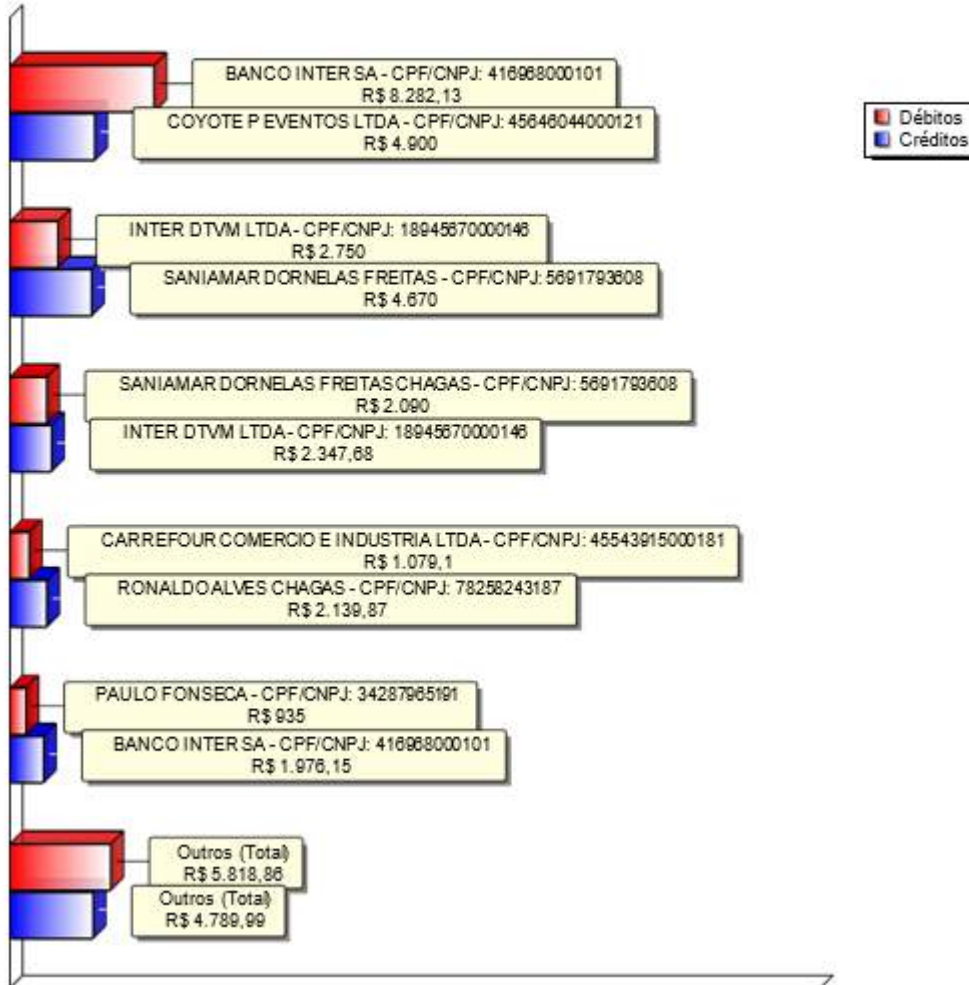 BANCO INTER SA - CPF/CNPJ: 416968000101
R$ 8.282,13
COYOTE P EVENTOS LTDA - CPF/CNPJ: 45646044000121
R$ 4.900
Débitos
Créditos
INTER DTVM LTDA - CPF/CNPJ: 18945670000146
R$ 2.750
SANIAMAR DORNELAS FREITAS - CPF/CNPJ: 5691793608
R$ 4.670
SANIAMAR DORNELAS FREITAS CHAGAS - CPF/CNPJ: 5691793608
R$ 2.090
INTER DTVM LTDA - CPF/CNPJ: 18945670000146
R$ 2.347,68
CARREFOUR COMERCIO E INDUSTRIA LTDA - CPF/CNPJ: 45543915000181
R$ 1.079,1
RONALDO ALVES CHAGAS - CPF/CNPJ: 78258243187
R$ 2.139,87
PAULO FONSECA - CPF/CNPJ: 34287965191
R$ 935
BANCO INTER SA - CPF/CNPJ: 416968000101
R$ 1.976,15
Outros (Total)
R$ 5.818,86
Outros (Total)
R$ 4.789,99